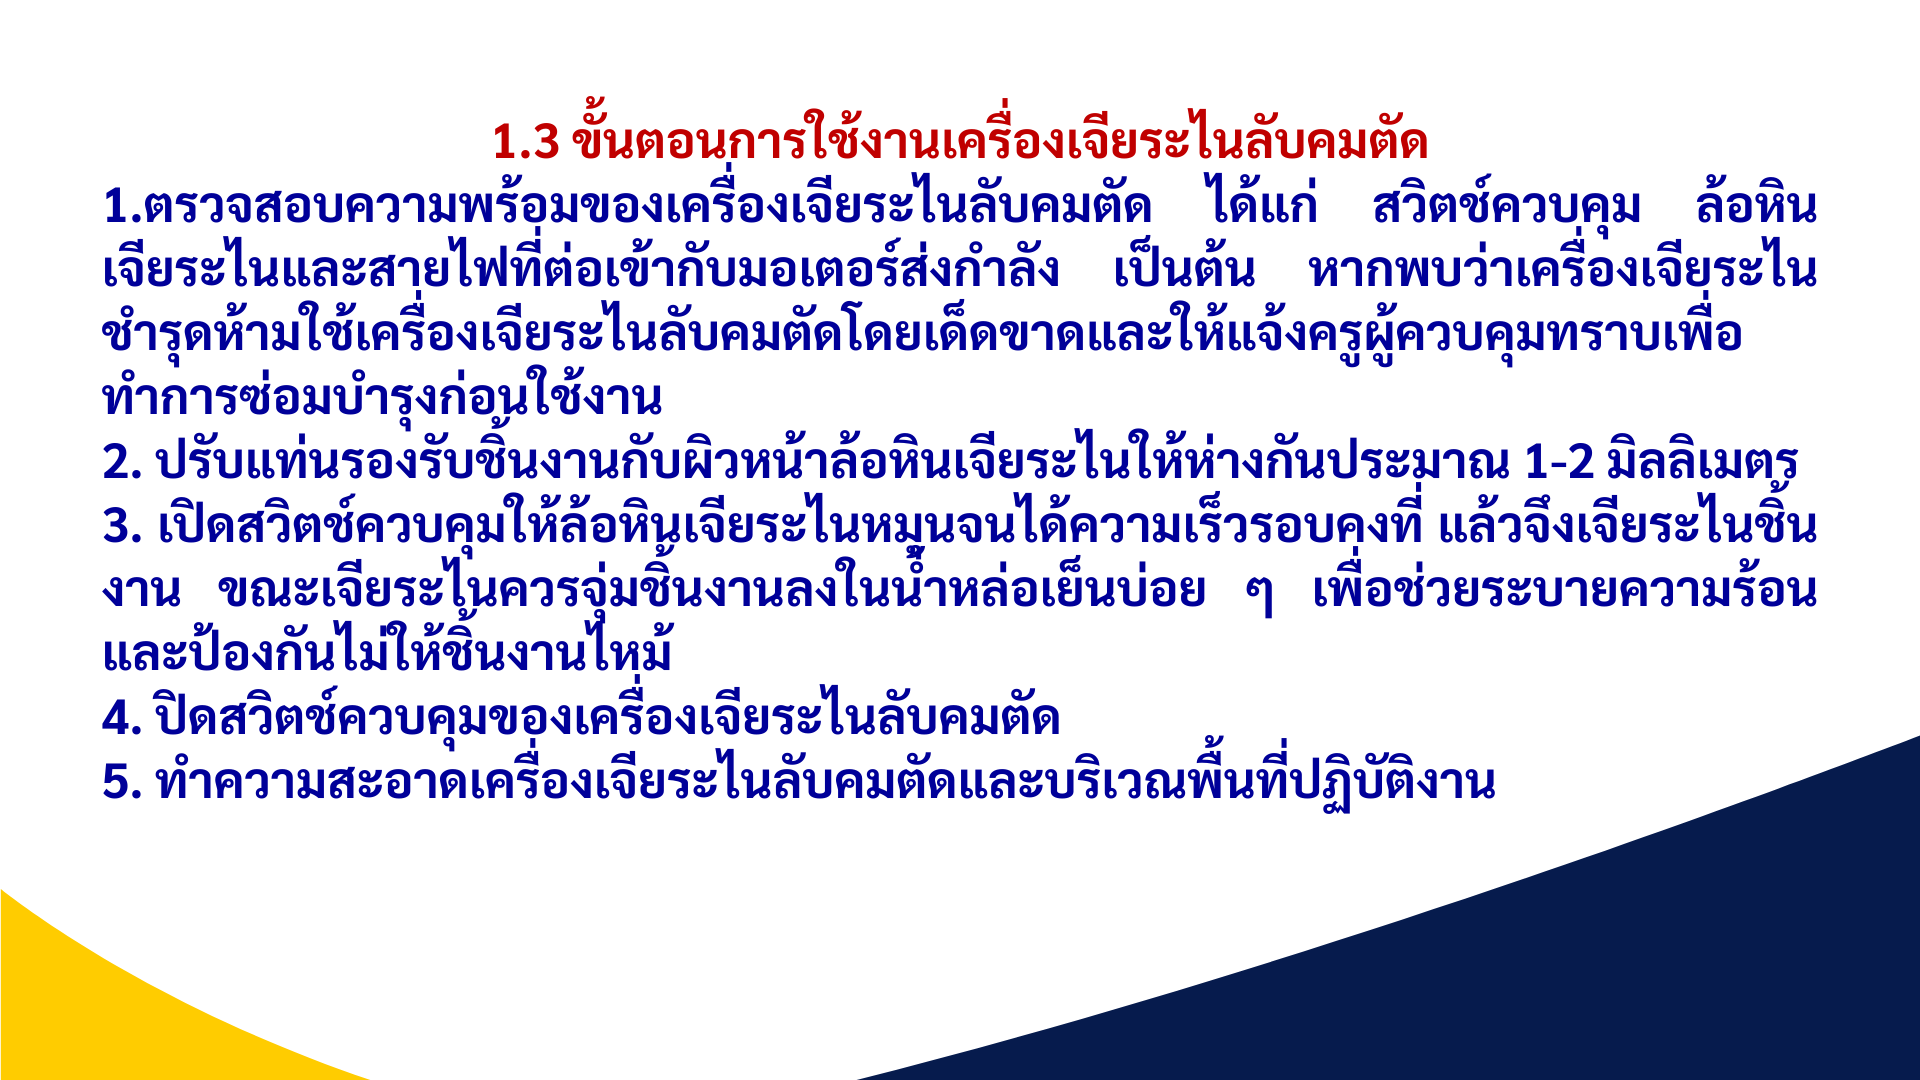 1.3 ขั้นตอนการใช้งานเครื่องเจียระไนลับคมตัด
1.ตรวจสอบความพร้อมของเครื่องเจียระไนลับคมตัด ได้แก่ สวิตช์ควบคุม ล้อหิน
เจียระไนและสายไฟที่ต่อเข้ากับมอเตอร์ส่งกำลัง เป็นต้น หากพบว่าเครื่องเจียระไน
ชำรุดห้ามใช้เครื่องเจียระไนลับคมตัดโดยเด็ดขาดและให้แจ้งครูผู้ควบคุมทราบเพื่อ
ทำการซ่อมบำรุงก่อนใช้งาน
2. ปรับแท่นรองรับชิ้นงานกับผิวหน้าล้อหินเจียระไนให้ห่างกันประมาณ 1-2 มิลลิเมตร
3. เปิดสวิตช์ควบคุมให้ล้อหินเจียระไนหมุนจนได้ความเร็วรอบคงที่ แล้วจึงเจียระไนชิ้น
งาน ขณะเจียระไนควรจุ่มชิ้นงานลงในน้ำหล่อเย็นบ่อย ๆ เพื่อช่วยระบายความร้อน
และป้องกันไม่ให้ชิ้นงานไหม้
4. ปิดสวิตช์ควบคุมของเครื่องเจียระไนลับคมตัด
5. ทำความสะอาดเครื่องเจียระไนลับคมตัดและบริเวณพื้นที่ปฏิบัติงาน